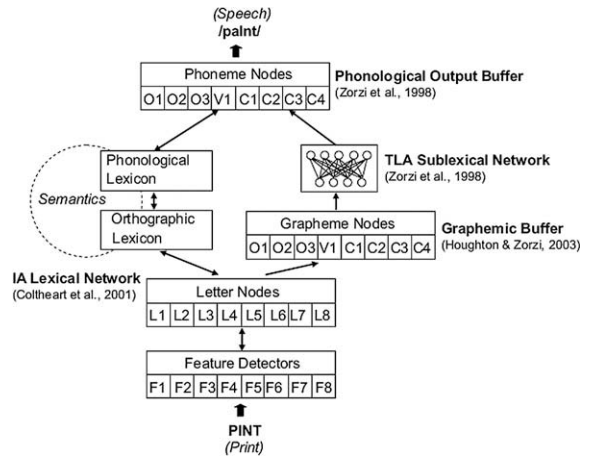 (Speech)
/paInt/
Phoneme Nodes
O1 O2 O3 V1 C1 C2 C3 C4
Phonological Output Buffer
(Zorzi et al., 1998)
Phonological
Lexicon
Semantics
Orthographic
Lexicon
TLA Sublexical Network
(Zorzi et al., 1998)
Grapheme Nodes
O1 O2 O3 V1 C1 C2 C3 C4
Graphemic Buffer
(Houghton & Zorzi, 2003)
IA Lexical Network
(Coltheart et al., 2001)
Letter Nodes
L1 L2 L3 L4 L5 L6 L7 L8
Feature Detectors
F1 F2 F3 F4 F5 F6 F7 F8
PINT
(Print)